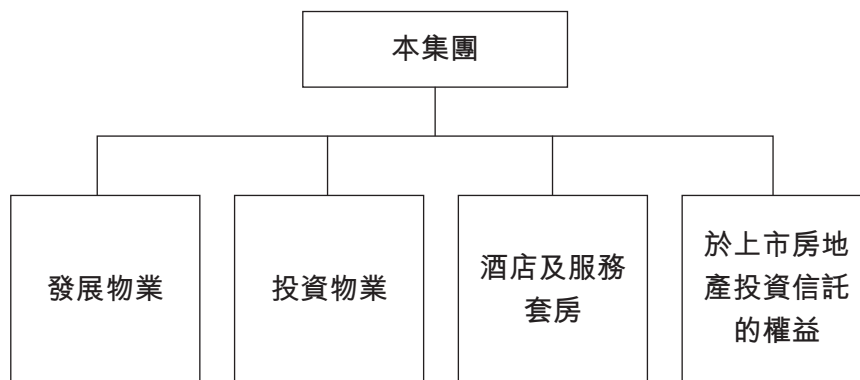 本集團
發展物業
投資物業
酒店及服務
套房
於上市房地
產投資信託
的權益